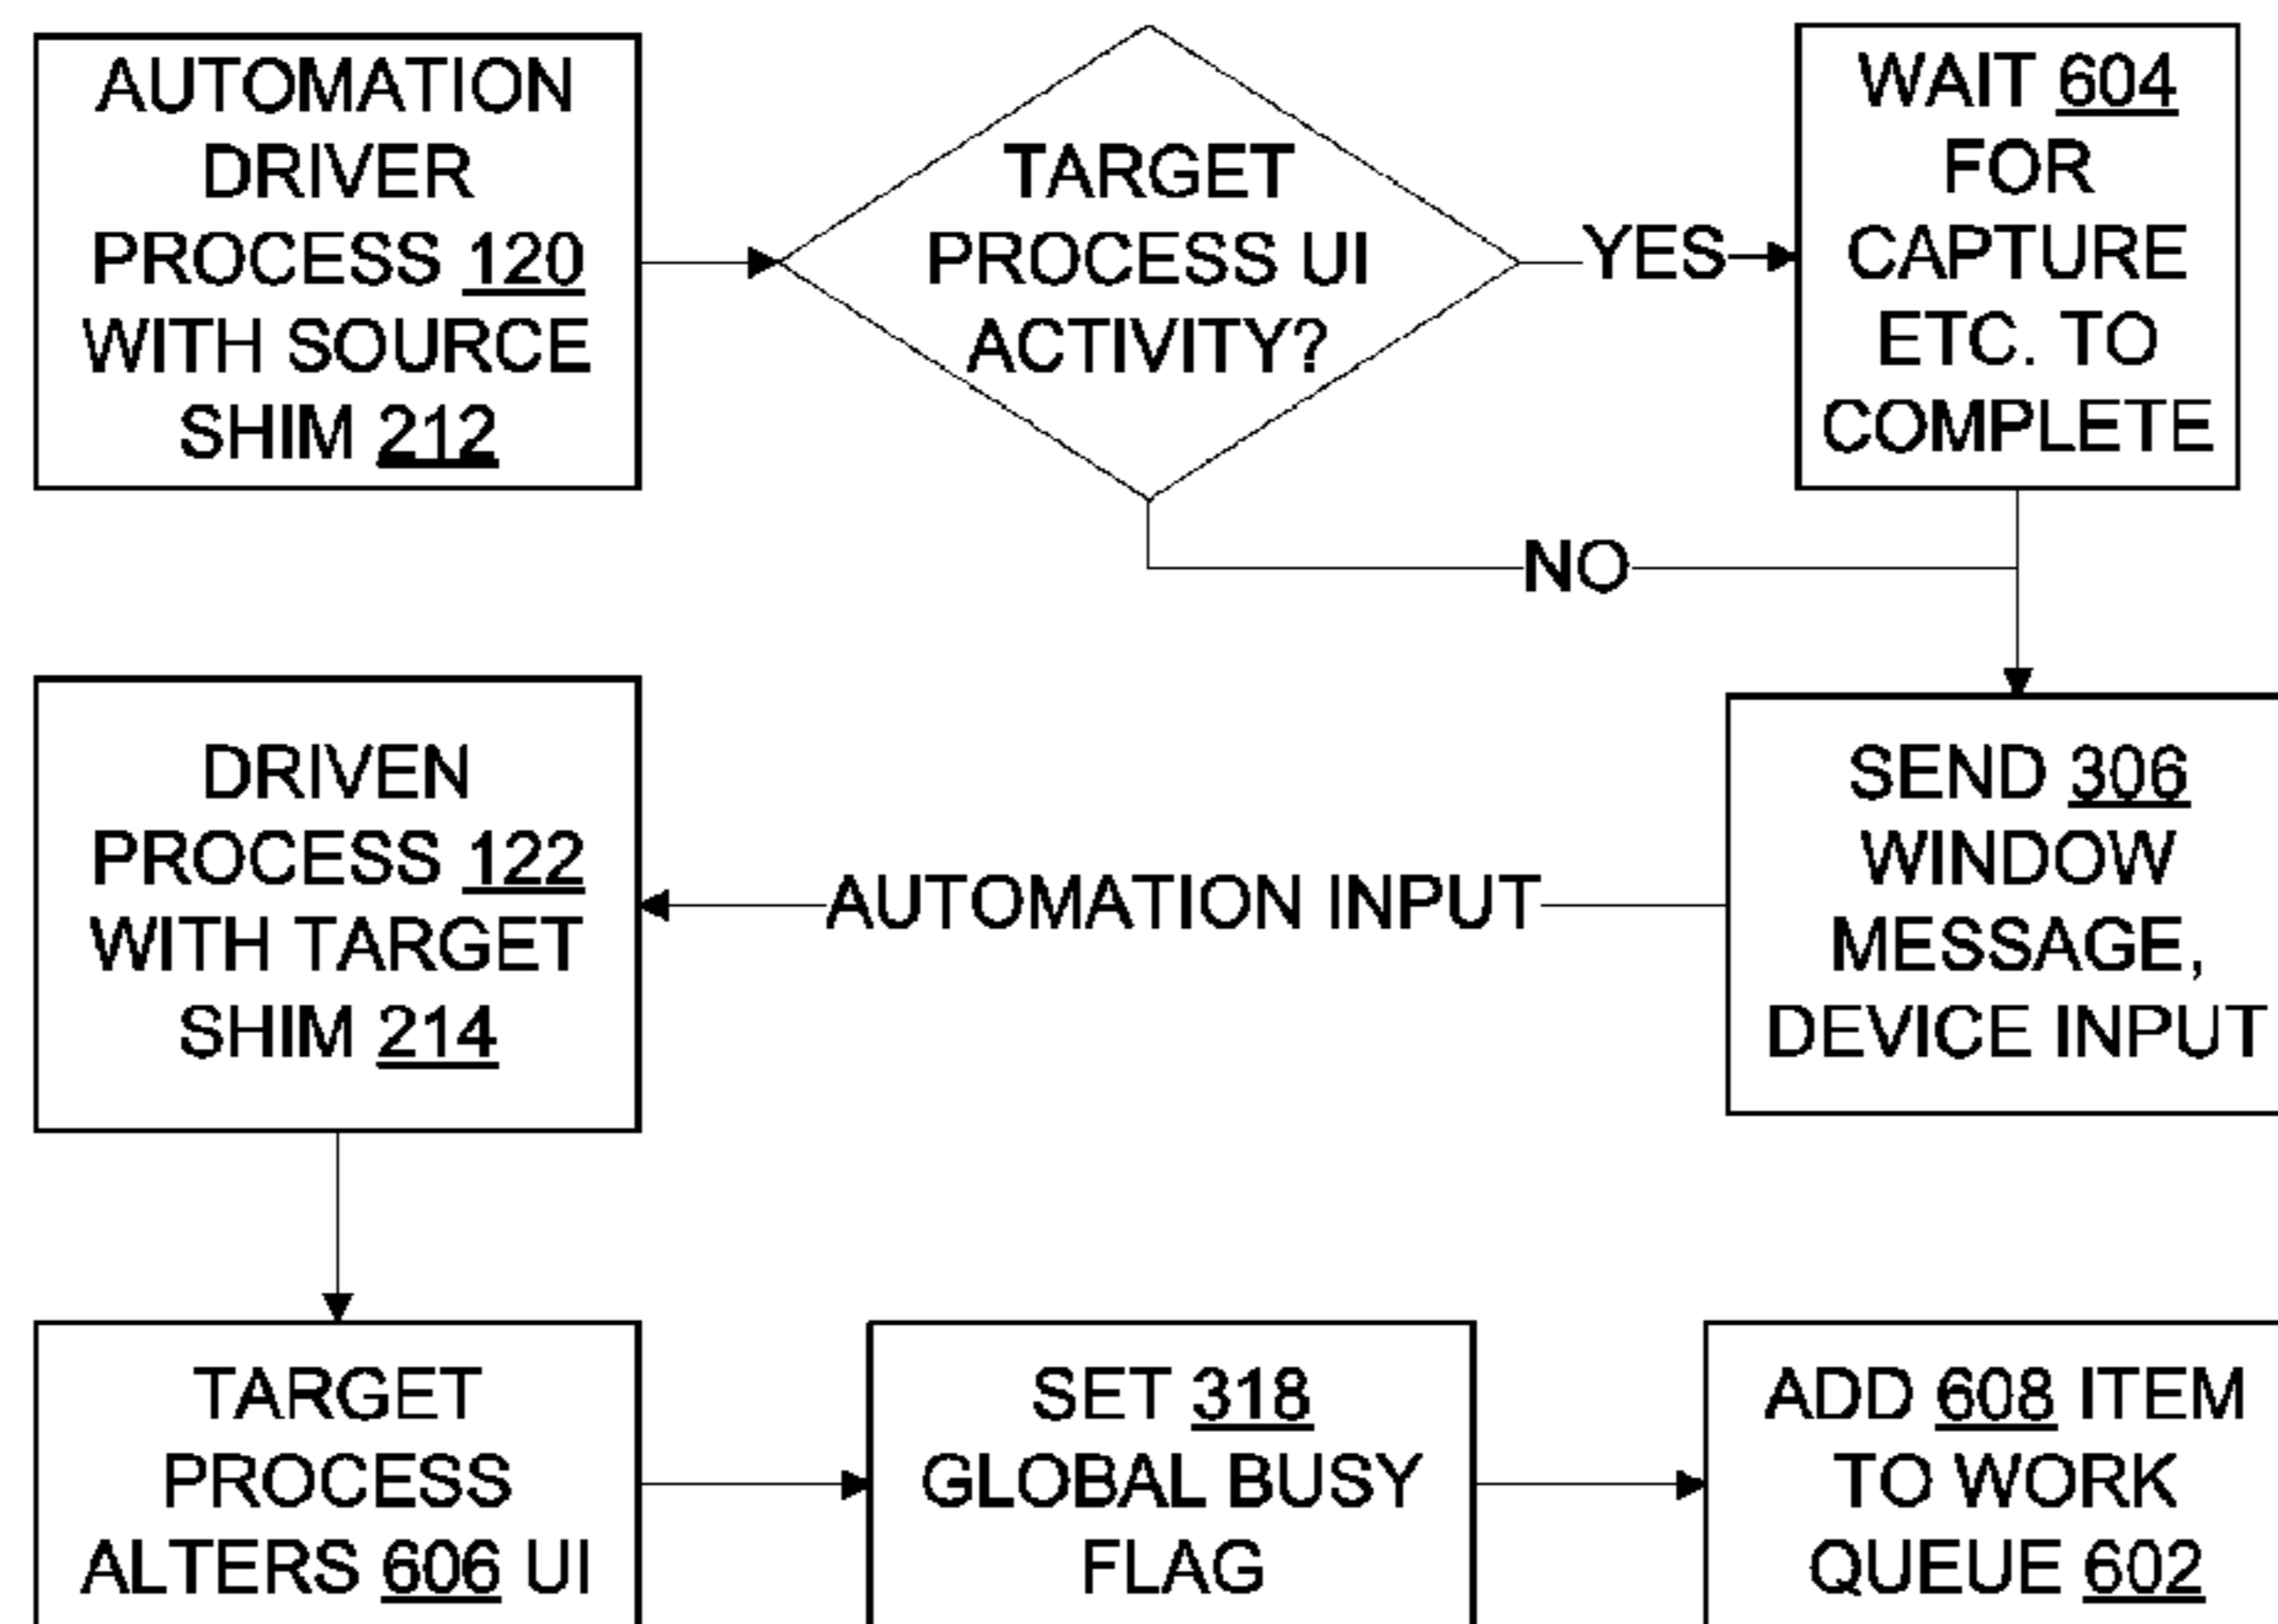 AUTOMATION
DRIVER
PROCESS 120
WITH SOURCE
SHIM 212
TARGET
PROCESS UI
ACTIVITY?
YES
WAIT 604
FOR
CAPTURE
ETC. TO
COMPLETE
NO
SEND 306
WINDOW
MESSAGE,
DEVICE INPUT
AUTOMATION INPUT
DRIVEN
PROCESS 122
WITH TARGET
SHIM 214
TARGET
PROCESS
ALTERS 606 UI
SET 318
GLOBAL BUSY
FLAG
ADD 608 ITEM
TO WORK
QUEUE 602